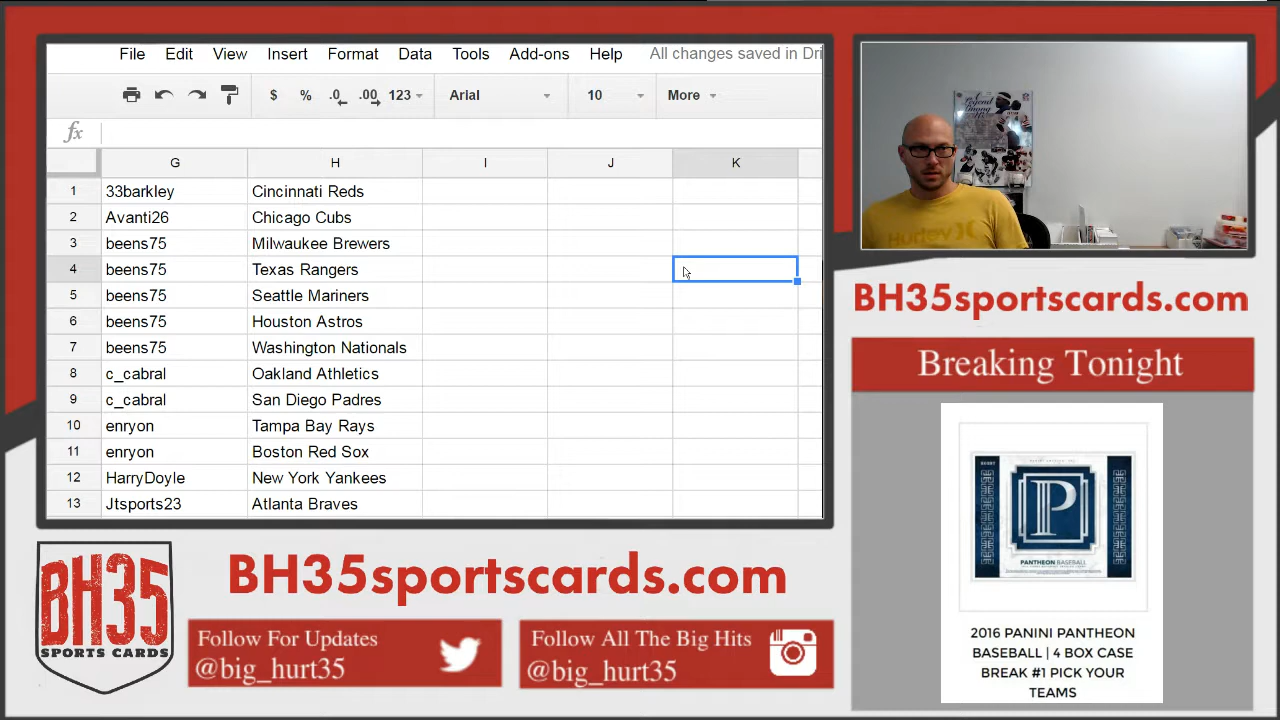 File Edit View Insert Format Data Tools Add-ons Help All changes saved in Dri
$ % .0 .00 123 Arial 10 More
fx
G H I J K
1 33barkley Cincinnati Reds
2 Avanti26 Chicago Cubs
3 beens75 Milwaukee Brewers
4 beens75 Texas Rangers
5 beens75 Seattle Mariners
6 beens75 Houston Astros
7 beens75 Washington Nationals
8 c_cabral Oakland Athletics
9 c_cabral San Diego Padres
10 enryon Tampa Bay Rays
11 enryon Boston Red Sox
12 HarryDoyle New York Yankees
13 Jtsports23 Atlanta Braves
BH35sportscards.com
Breaking Tonight
P
PANTHEON BASEBALL
2016 PANINI PANTHEON
BASEBALL | 4 BOX CASE
BREAK #1 PICK YOUR
TEAMS
BH35
SPORTS CARDS
BH35sportscards.com
Follow For Updates
@big_hurt35
Follow All The Big Hits
@big_hurt35